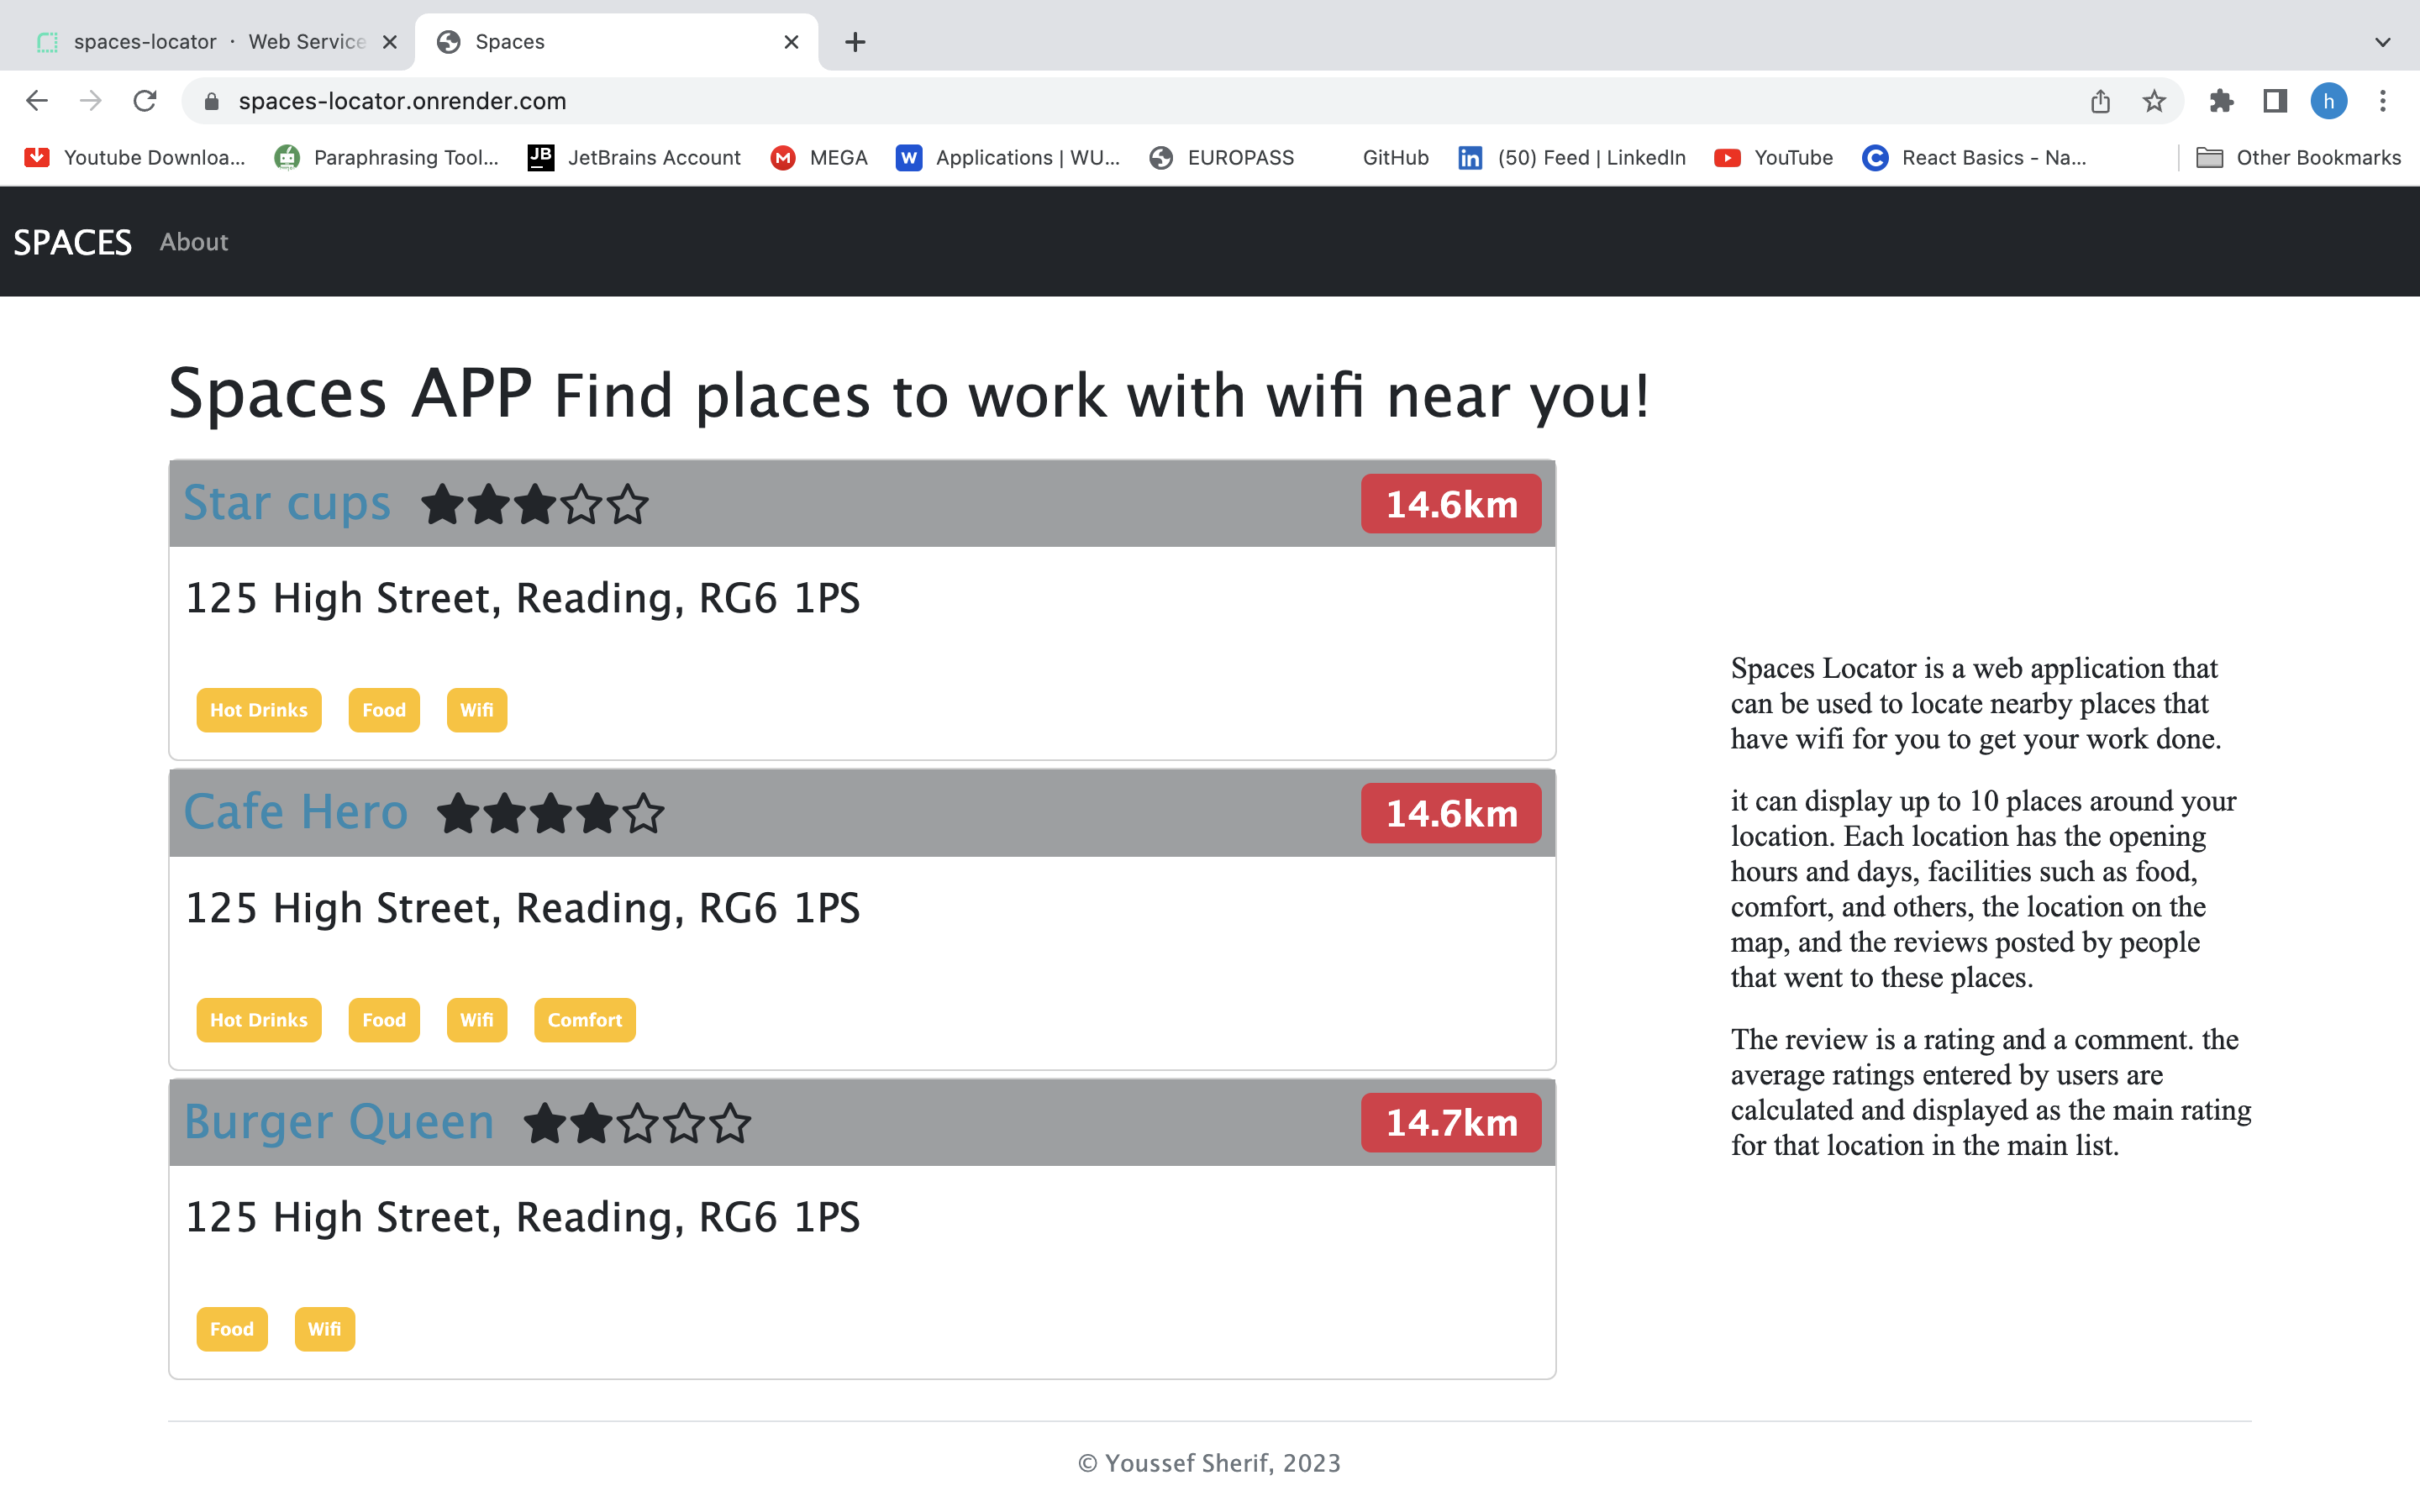 spaces-locator · Web Service
Spaces
spaces-locator.onrender.com
h
Youtube Downloa...
Paraphrasing Tool...
JB JetBrains Account
M MEGA
W Applications | WU...
EUROPASS
GitHub
in (50) Feed | LinkedIn
YouTube
C React Basics - Na...
Other Bookmarks
SPACES About
Spaces APP Find places to work with wifi near you!
Star cups 14.6km
125 High Street, Reading, RG6 1PS
Hot Drinks Food Wifi
Cafe Hero 14.6km
125 High Street, Reading, RG6 1PS
Hot Drinks Food Wifi Comfort
Burger Queen 14.7km
125 High Street, Reading, RG6 1PS
Food Wifi
Spaces Locator is a web application that
can be used to locate nearby places that
have wifi for you to get your work done.
it can display up to 10 places around your
location. Each location has the opening
hours and days, facilities such as food,
comfort, and others, the location on the
map, and the reviews posted by people
that went to these places.
The review is a rating and a comment. the
average ratings entered by users are
calculated and displayed as the main rating
for that location in the main list.
© Youssef Sherif, 2023